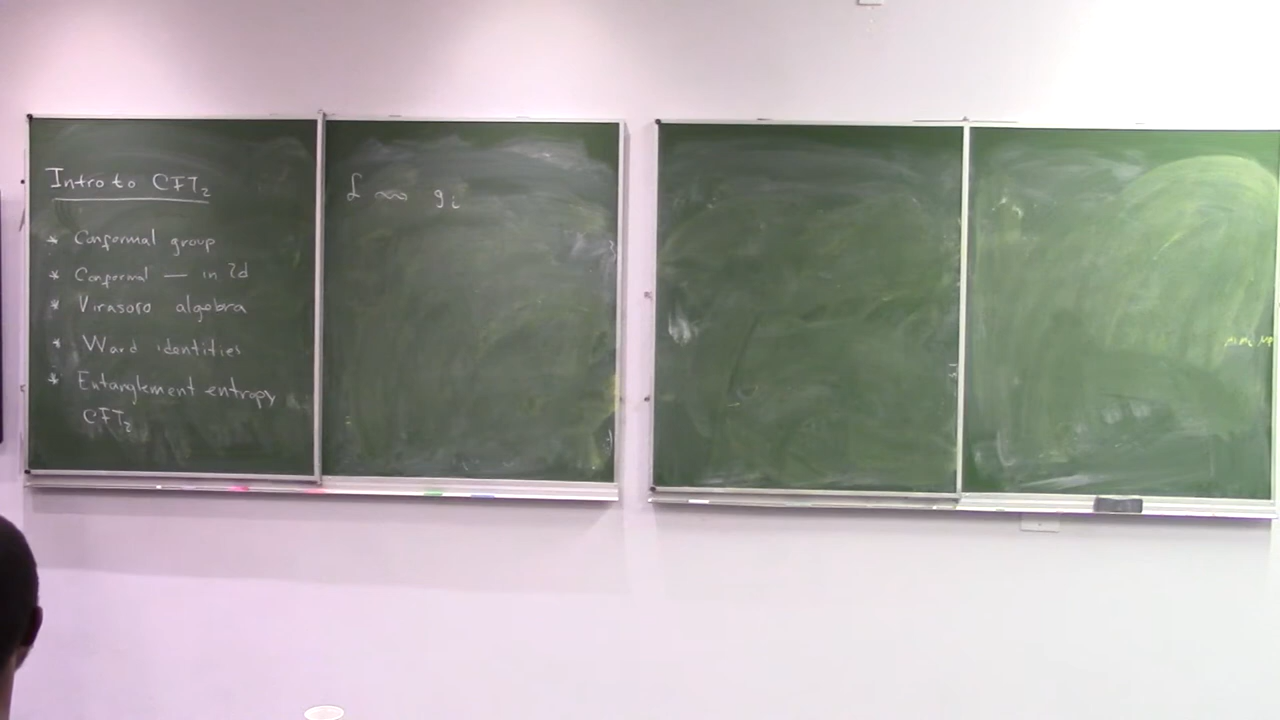 Intro to CFT₂
* Conformal group
* Conformal — in 2d
* Virasoro algebra
* Ward identities
* Entanglement entropy
CFT₂
ℒ ~~ gᵢ